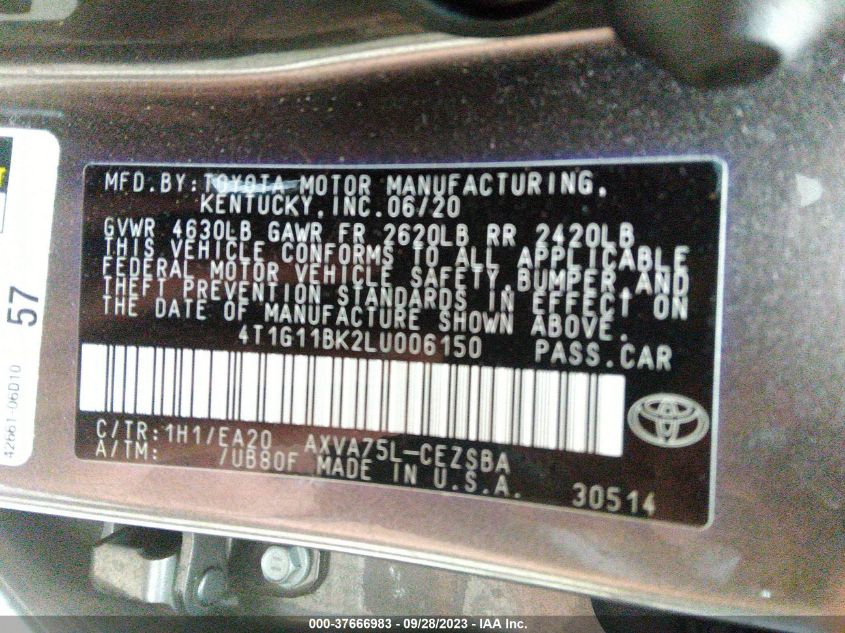 MFD.BY:TOYOTA MOTOR MANUFACTURING,
KENTUCKY,INC.06/20
GVWR 4630LB GAWR FR 2620LB RR 2420LB
THIS VEHICLE CONFORMS TO ALL APPLICABLE
FEDERAL MOTOR VEHICLE SAFETY,BUMPER,AND
THEFT PREVENTION STANDARDS IN EFFECT ON
THE DATE OF MANUFACTURE SHOWN ABOVE.
4T1G11BK2LU006150 PASS.CAR
C/TR:1H1/EA20 AXVA75L-CEZSBA
A/TM: /UB80F MADE IN U.S.A.
30514
57
42661-06D10
000-37666983 - 09/28/2023 - IAA Inc.